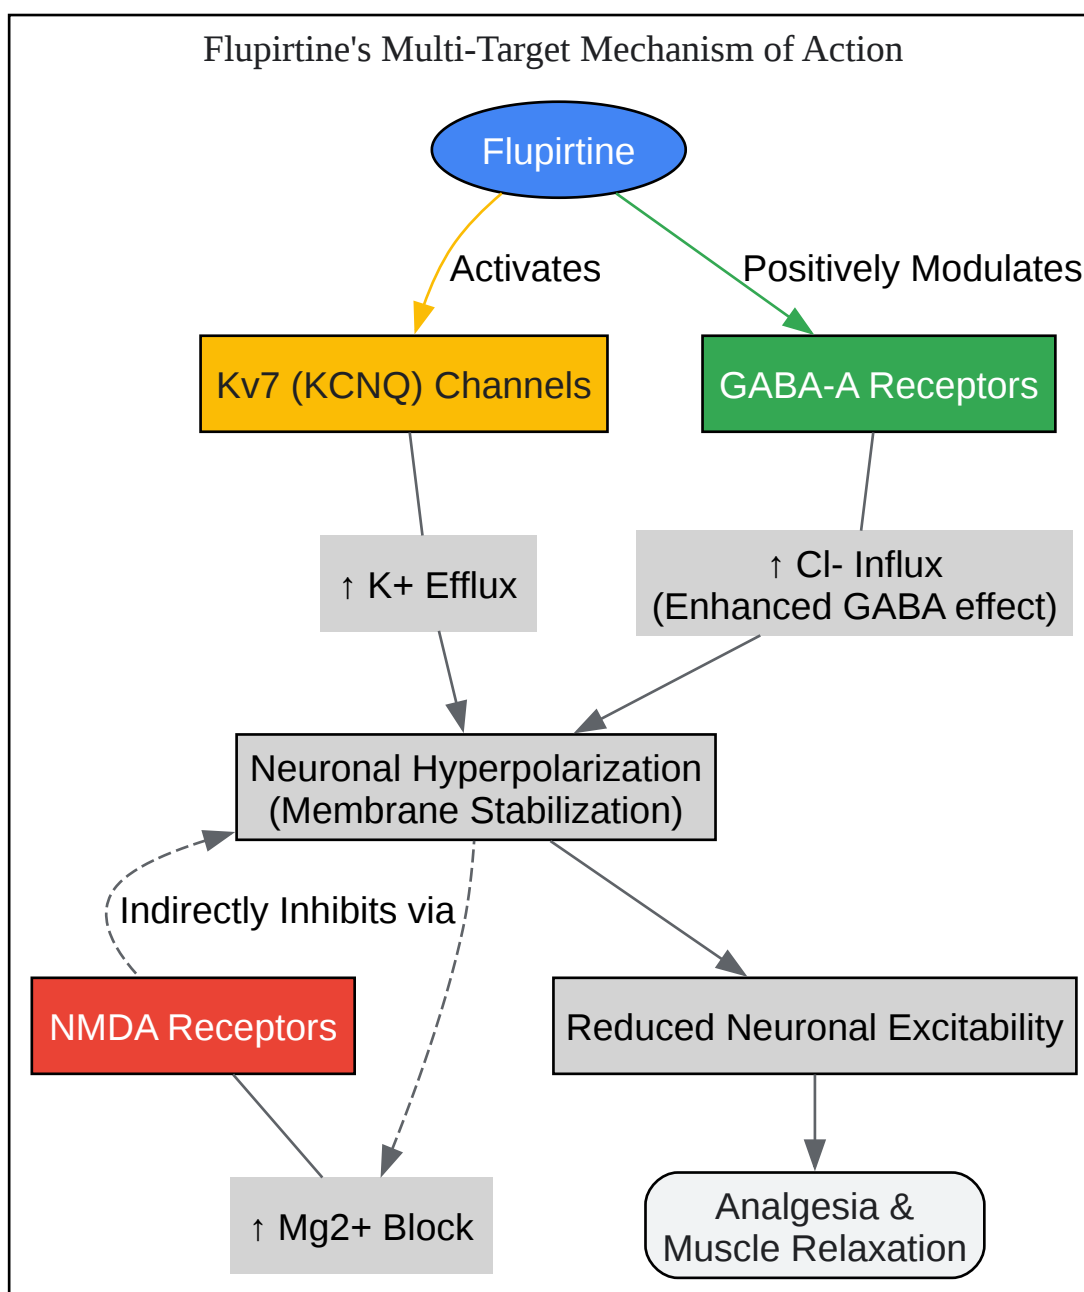 Flupirtine's Multi-Target Mechanism of Action
Flupirtine
Activates
Positively Modulates
Kv7 (KCNQ) Channels
GABA-A Receptors
↑ K+ Efflux
↑ Cl- Influx
(Enhanced GABA effect)
Neuronal Hyperpolarization
(Membrane Stabilization)
Indirectly Inhibits via
NMDA Receptors
Reduced Neuronal Excitability
↑ Mg2+ Block
Analgesia &
Muscle Relaxation